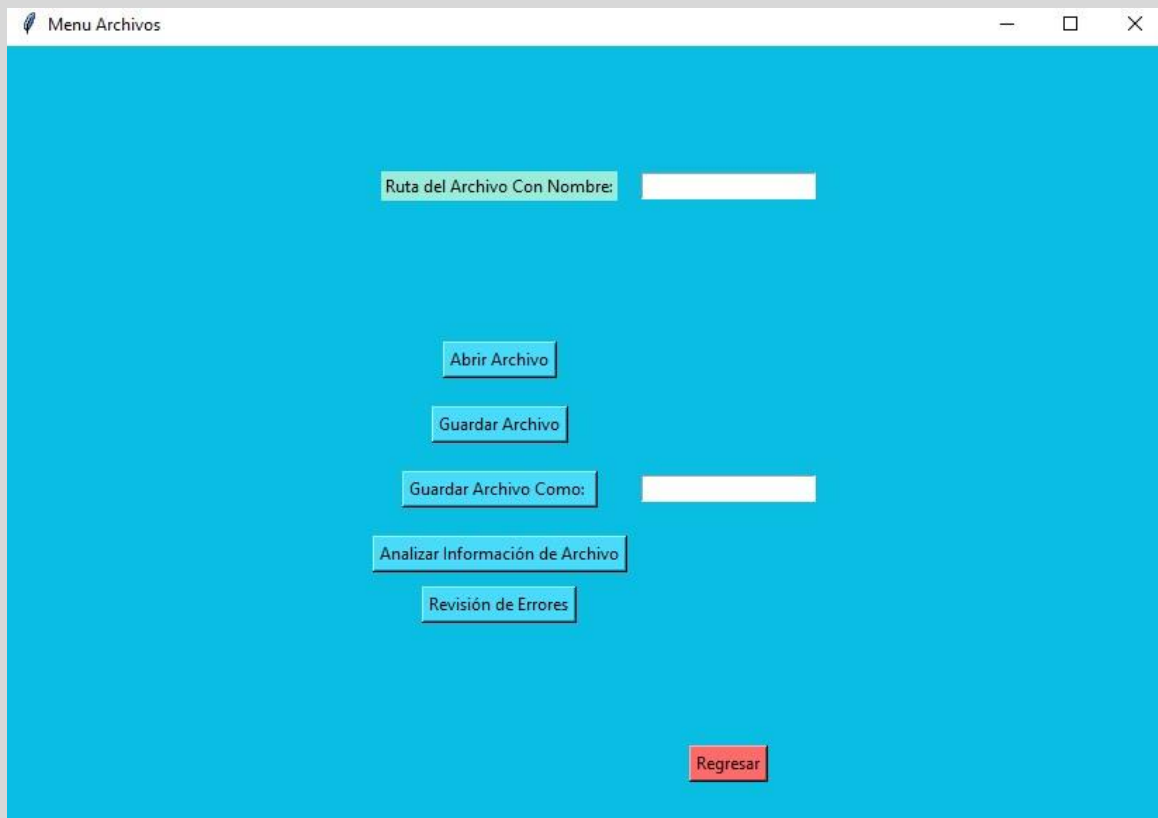 Menu Archivos
Ruta del Archivo Con Nombre:
Abrir Archivo
Guardar Archivo
Guardar Archivo Como:
Analizar Información de Archivo
Revisión de Errores
Regresar